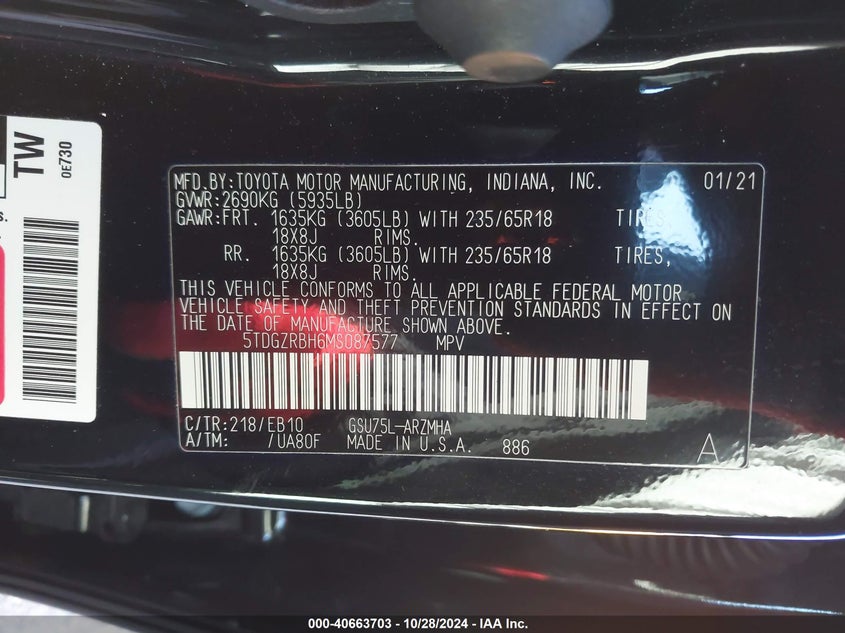 TW
0E730
s.
MFD.BY:TOYOTA MOTOR MANUFACTURING, INDIANA, INC. 01/21
GVWR:2690KG (5935LB)
GAWR:FRT. 1635KG (3605LB) WITH 235/65R18 TIRES,
18X8J RIMS.
RR. 1635KG (3605LB) WITH 235/65R18 TIRES,
18X8J RIMS.
THIS VEHICLE CONFORMS TO ALL APPLICABLE FEDERAL MOTOR
VEHICLE SAFETY AND THEFT PREVENTION STANDARDS IN EFFECT ON
THE DATE OF MANUFACTURE SHOWN ABOVE.
5TDGZRBH6MS087577 MPV
C/TR:218/EB10 GSU75L-ARZMHA
A/TM: /UA80F MADE IN U.S.A. 886
A
000-40663703 - 10/28/2024 - IAA Inc.